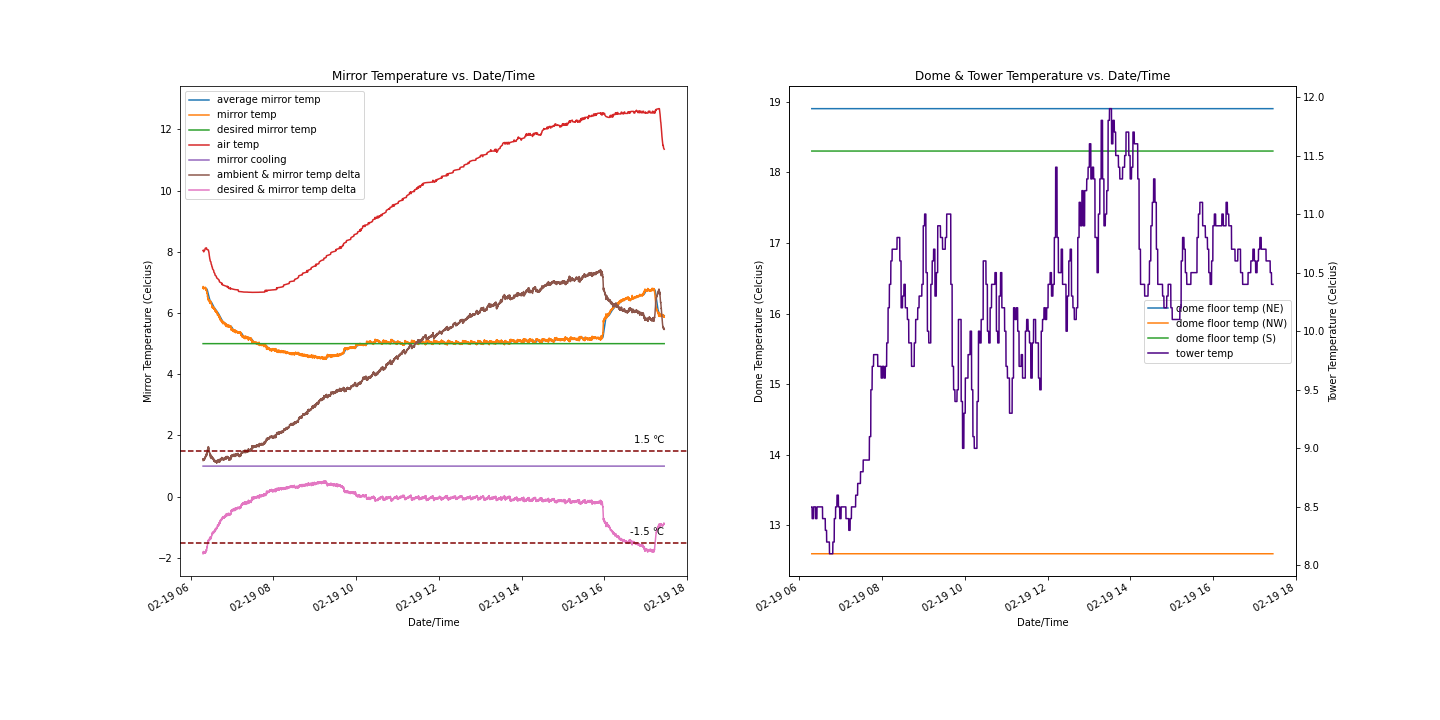 Mirror Temperature vs. Date/Time
Mirror Temperature (Celcius)
12
10
8
6
4
2
0
−2
average mirror temp
mirror temp
desired mirror temp
air temp
mirror cooling
ambient & mirror temp delta
desired & mirror temp delta
1.5 °C
-1.5 °C
02-19 06
02-19 08
02-19 10
02-19 12
02-19 14
02-19 16
02-19 18
Date/Time
Dome & Tower Temperature vs. Date/Time
Dome Temperature (Celcius)
19
18
17
16
15
14
13
dome floor temp (NE)
dome floor temp (NW)
dome floor temp (S)
tower temp
12.0
11.5
11.0
10.5
10.0
9.5
9.0
8.5
8.0
Tower Temperature (Celcius)
02-19 06
02-19 08
02-19 10
02-19 12
02-19 14
02-19 16
02-19 18
Date/Time